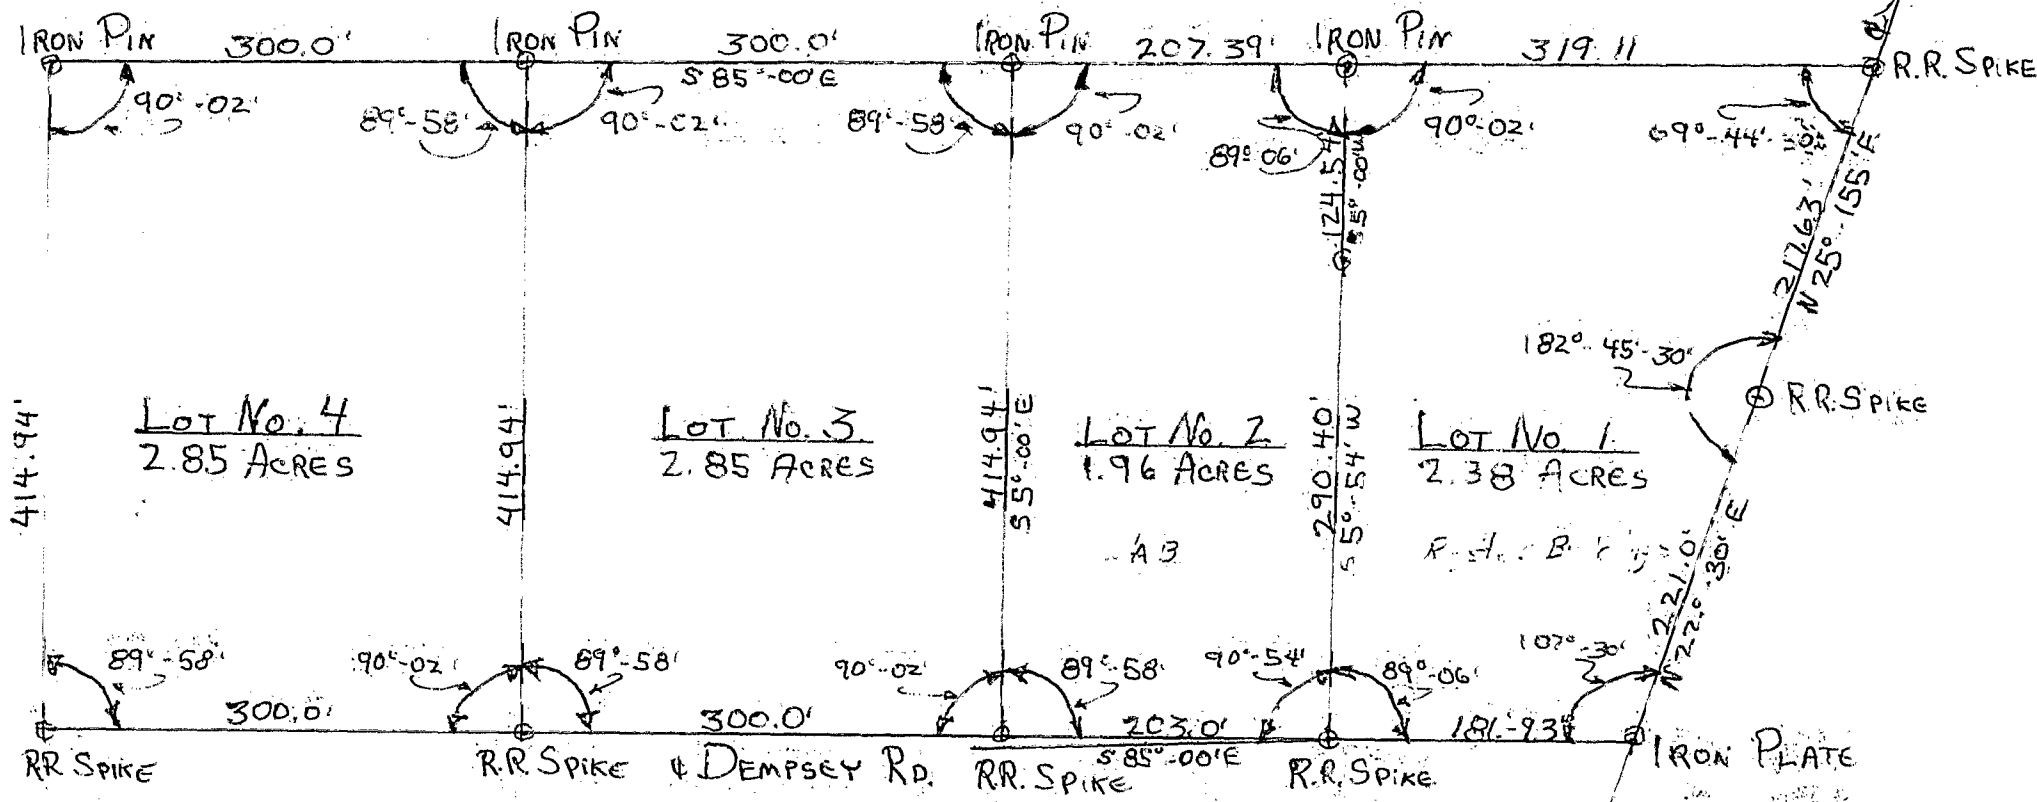 IRON PIN 300.0' IRON PIN 300.0' IRON PIN 207.39' IRON PIN 319.11 R.R. SPIKE
S 85°-00' E
90°-02'
89°-58'
90°-02'
89°-58'
90°-02'
89° 06'
90°-02'
69°-44'
124.54
S5°-00'W
217.63'
N 25°-155' E
182°-45'-30"
R.R. SPIKE
LOT No. 4
2.85 ACRES
LOT No. 3
2.85 ACRES
LOT No. 2
1.96 ACRES
LOT No. 1
2.38 ACRES
414.94'
414.94'
414.94'
S5°-00' E
290.40'
S 5°-54' W
AB
221.0'
N 22°-30' E
89°-58'
90°-02'
89°-58'
90°-02'
89°-58'
90°-54'
89°-06'
107°-30'
300.0'
300.0'
203.0'
S 85°-00' E
181.93
RR SPIKE
R.R. SPIKE
℄ DEMPSEY RD.
RR. SPIKE
R.R. SPIKE
IRON PLATE